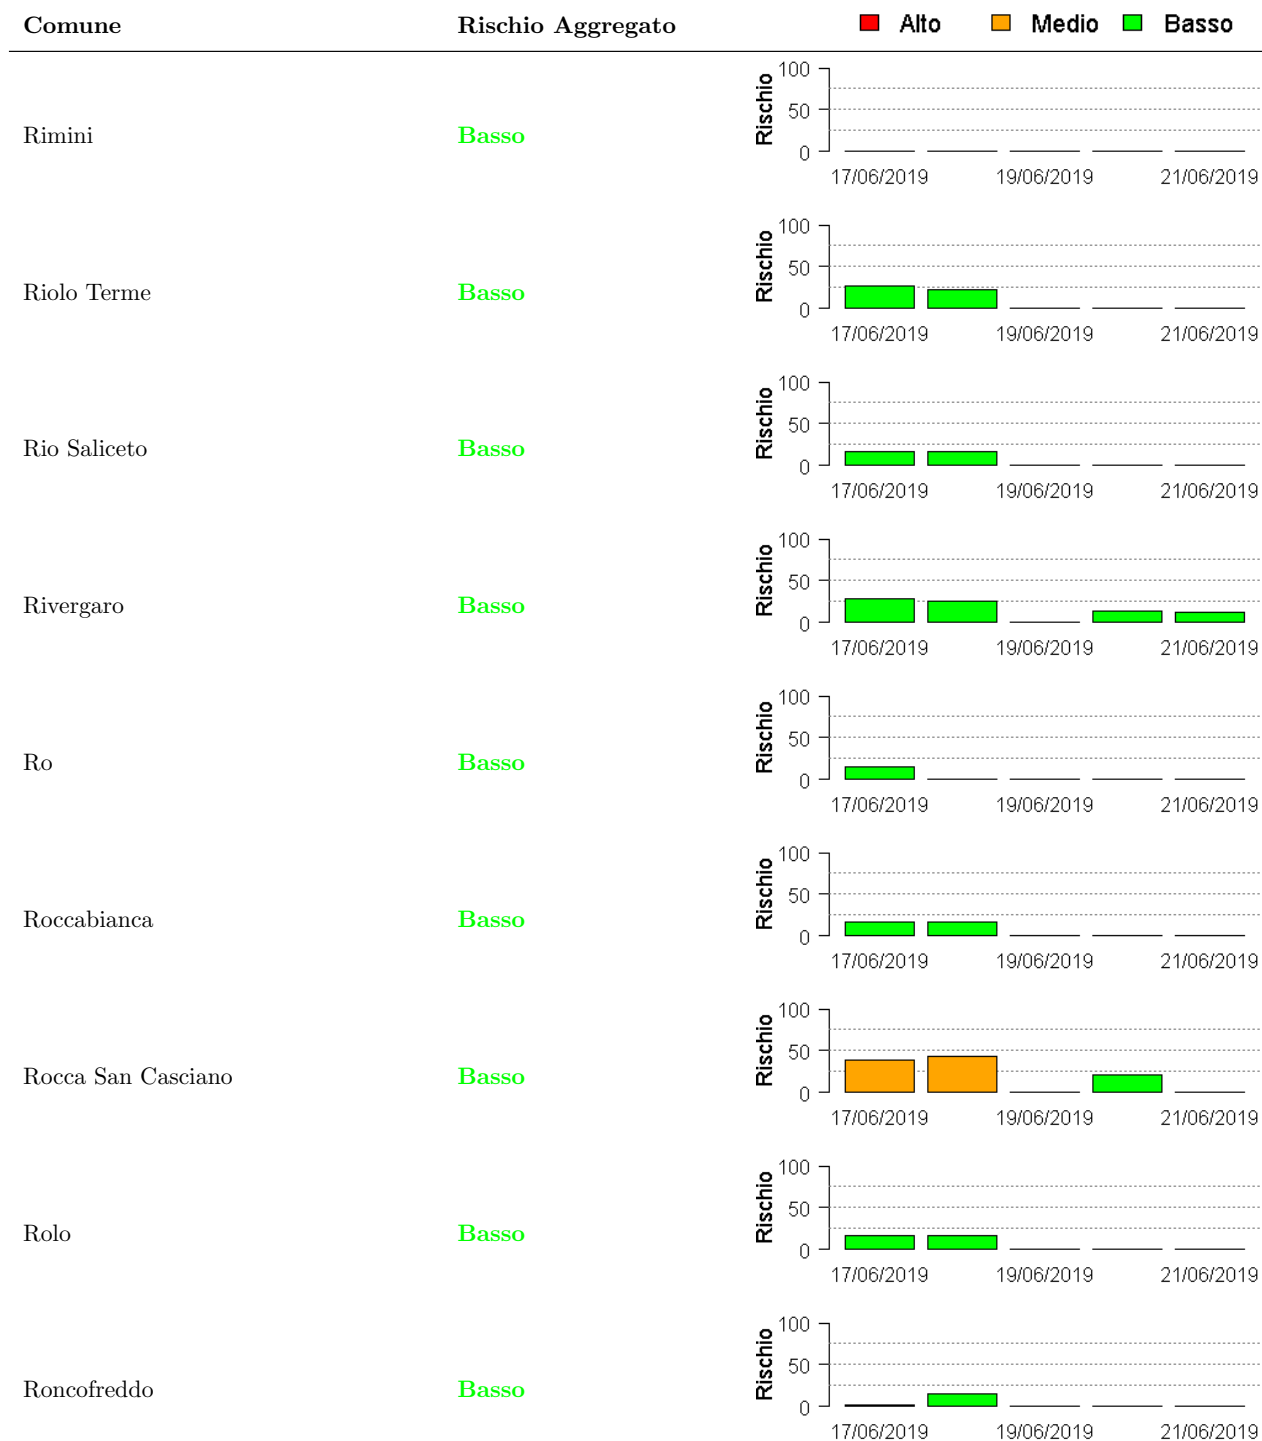 Comune Rischio Aggregato Alto Medio Basso
100
50
0
Rischio
Rimini Basso
17/06/2019 19/06/2019 21/06/2019
100
50
0
Rischio
Riolo Terme Basso
17/06/2019 19/06/2019 21/06/2019
100
50
0
Rischio
Rio Saliceto Basso
17/06/2019 19/06/2019 21/06/2019
100
50
0
Rischio
Rivergaro Basso
17/06/2019 19/06/2019 21/06/2019
100
50
0
Rischio
Ro Basso
17/06/2019 19/06/2019 21/06/2019
100
50
0
Rischio
Roccabianca Basso
17/06/2019 19/06/2019 21/06/2019
100
50
0
Rischio
Rocca San Casciano Basso
17/06/2019 19/06/2019 21/06/2019
100
50
0
Rischio
Rolo Basso
17/06/2019 19/06/2019 21/06/2019
100
50
0
Rischio
Roncofreddo Basso
17/06/2019 19/06/2019 21/06/2019